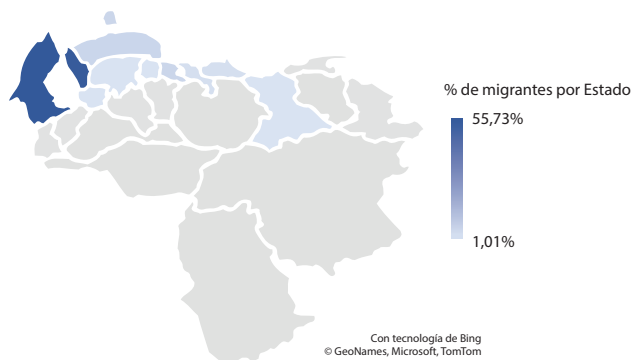 % de migrantes por Estado
55,73%
1,01%
Con tecnología de Bing
© GeoNames, Microsoft, TomTom